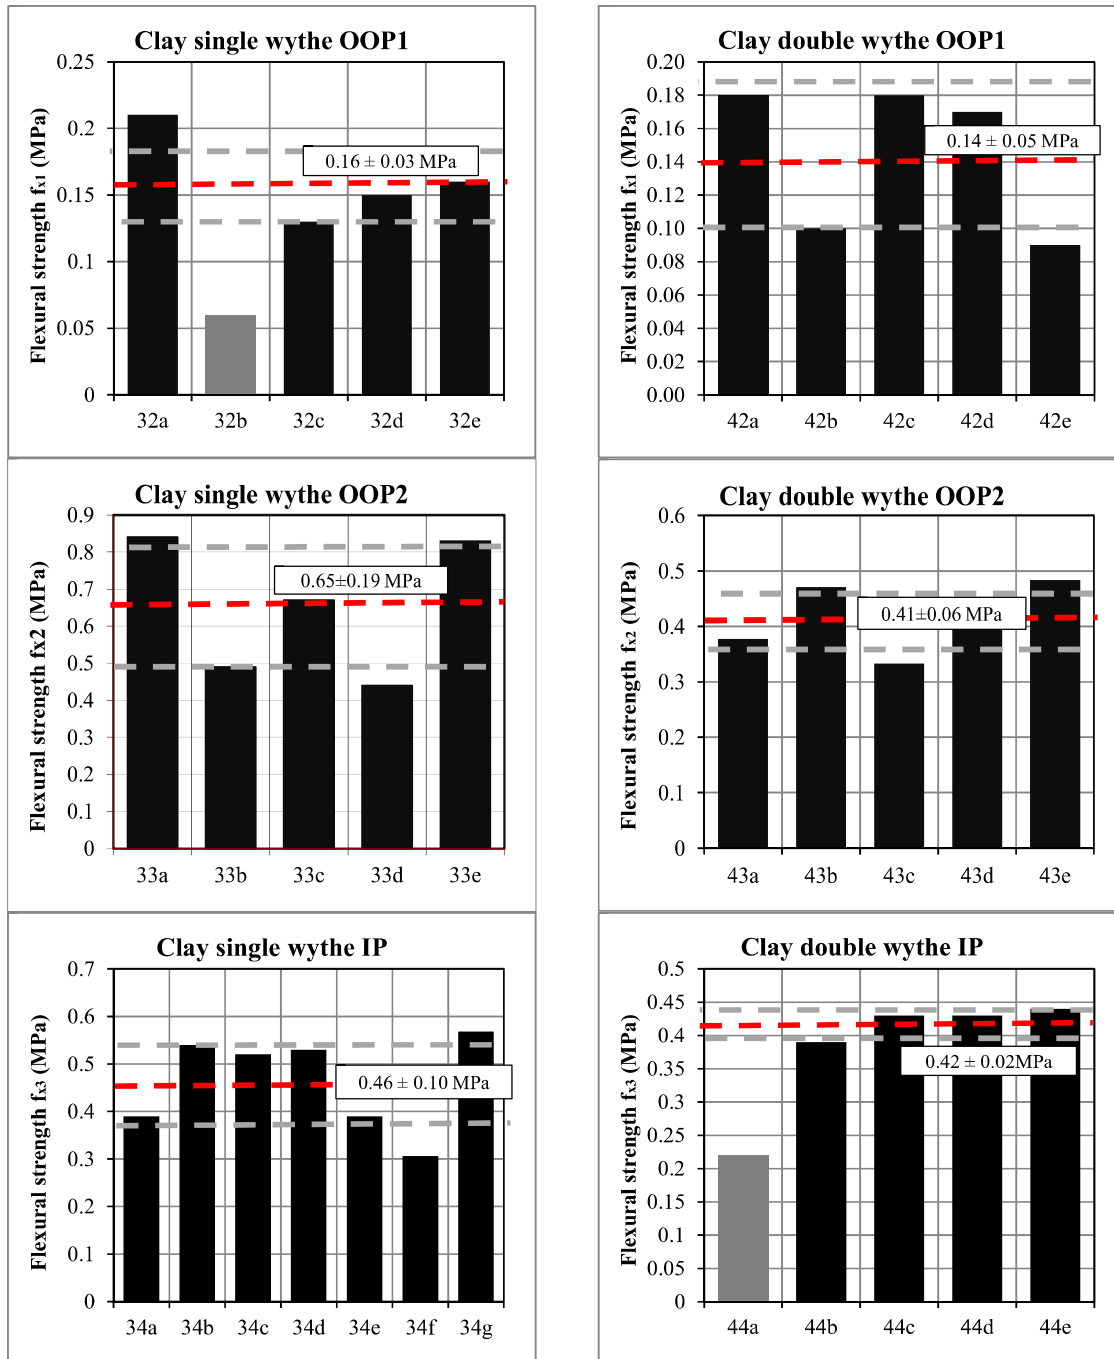 Clay single wythe OOP1
Flexural strength fx1 (MPa)
0.25
0.2
0.15
0.1
0.05
0
0.16 ± 0.03 MPa
32a 32b 32c 32d 32e
Clay double wythe OOP1
Flexural strength fx1 (MPa)
0.20
0.18
0.16
0.14
0.12
0.10
0.08
0.06
0.04
0.02
0.00
0.14 ± 0.05 MPa
42a 42b 42c 42d 42e
Clay single wythe OOP2
Flexural strength fx2 (MPa)
0.9
0.8
0.7
0.6
0.5
0.4
0.3
0.2
0.1
0
0.65±0.19 MPa
33a 33b 33c 33d 33e
Clay double wythe OOP2
Flexural strength fx2 (MPa)
0.6
0.5
0.4
0.3
0.2
0.1
0
0.41±0.06 MPa
43a 43b 43c 43d 43e
Clay single wythe IP
Flexural strength fx3 (MPa)
0.7
0.6
0.5
0.4
0.3
0.2
0.1
0
0.46 ± 0.10 MPa
34a 34b 34c 34d 34e 34f 34g
Clay double wythe IP
Flexural strength fx3 (MPa)
0.5
0.45
0.4
0.35
0.3
0.25
0.2
0.15
0.1
0.05
0
0.42 ± 0.02MPa
44a 44b 44c 44d 44e